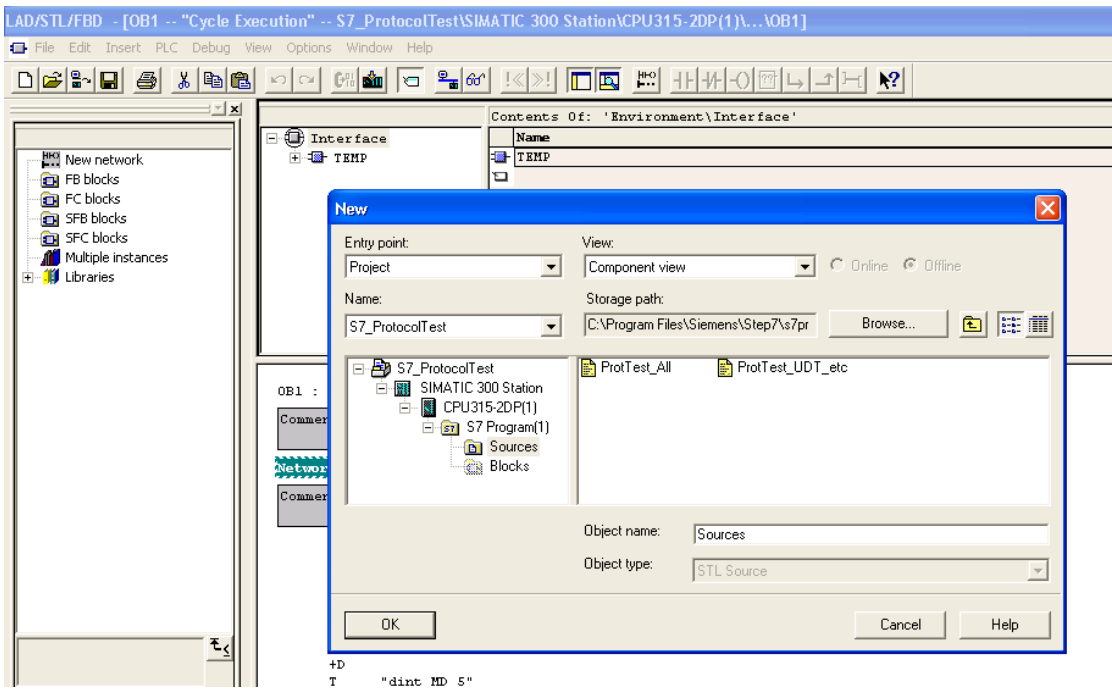 LAD/STL/FBD - [OB1 -- "Cycle Execution" -- S7_ProtocolTest\SIMATIC 300 Station\CPU315-2DP(1)\...\OB1]
File Edit Insert PLC Debug View Options Window Help
New network
FB blocks
FC blocks
SFB blocks
SFC blocks
Multiple instances
Libraries
Contents Of: 'Environment\Interface'
Interface
TEMP
Name
TEMP
OB1 :
Commen
Networ
Commen
New
Entry point:
Project
View:
Component view
Online Offline
Name:
S7_ProtocolTest
Storage path:
C:\Program Files\Siemens\Step7\s7pr
Browse...
S7_ProtocolTest
SIMATIC 300 Station
CPU315-2DP(1)
S7 Program(1)
Sources
Blocks
ProtTest_All
ProtTest_UDT_etc
Object name:
Sources
Object type:
STL Source
OK
Cancel
Help
+D
T "dint MD 5"